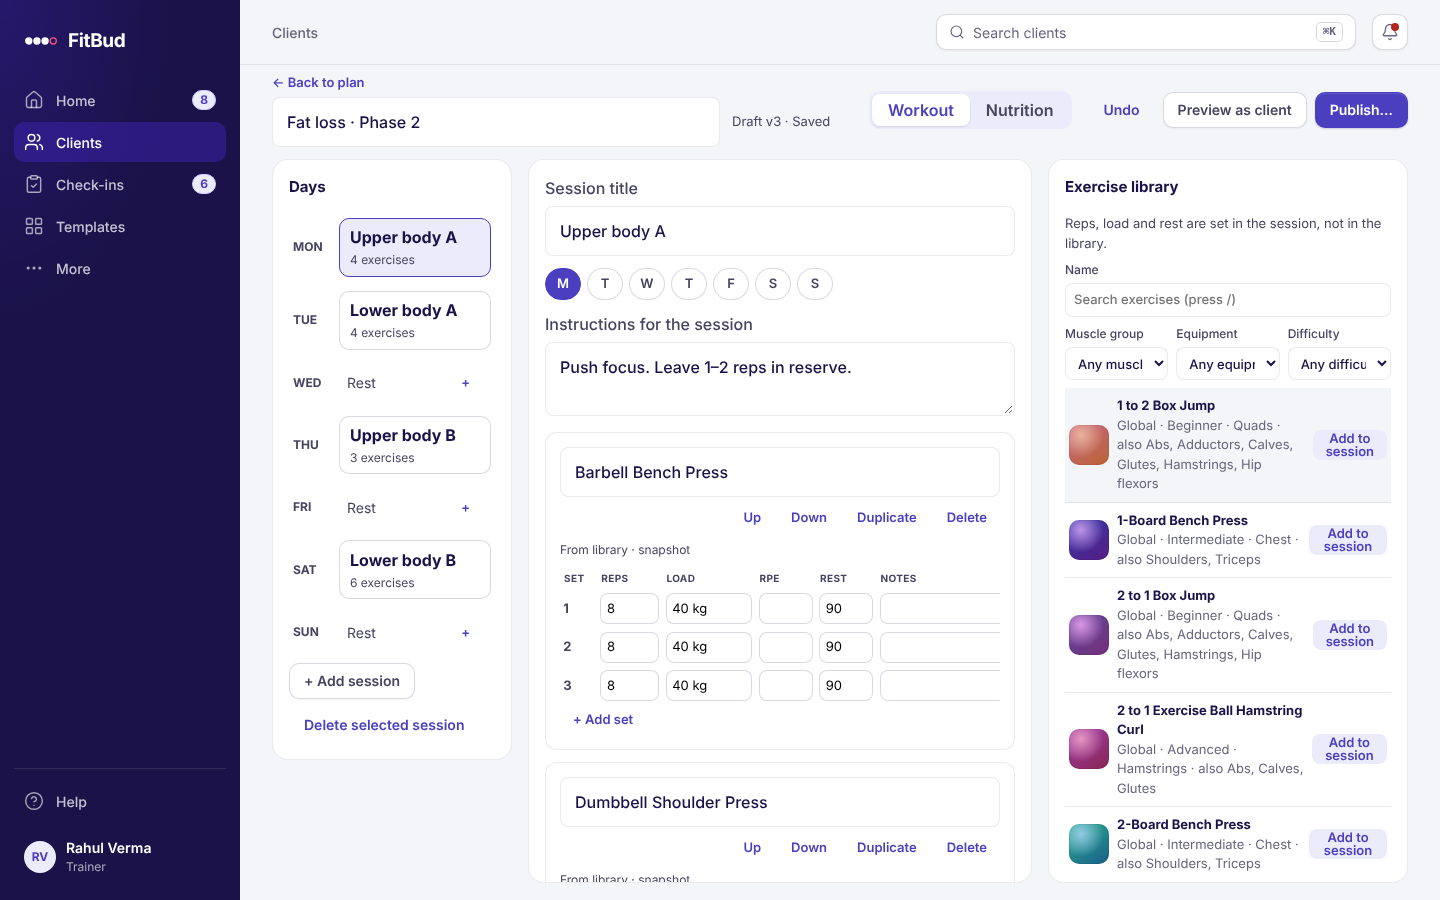 FitBud
Home 8
Clients
Check-ins 6
Templates
More
Help
RV
Rahul Verma
Trainer
Clients
Search clients ⌘K
← Back to plan
Fat loss · Phase 2
Draft v3 · Saved
Workout Nutrition
Undo
Preview as client
Publish...
Days
MON Upper body A
4 exercises
TUE Lower body A
4 exercises
WED Rest +
THU Upper body B
3 exercises
FRI Rest +
SAT Lower body B
6 exercises
SUN Rest +
+ Add session
Delete selected session
Session title
Upper body A
M T W T F S S
Instructions for the session
Push focus. Leave 1–2 reps in reserve.
Barbell Bench Press
Up Down Duplicate Delete
From library · snapshot
SET REPS LOAD RPE REST NOTES
1 8 40 kg 90
2 8 40 kg 90
3 8 40 kg 90
+ Add set
Dumbbell Shoulder Press
Up Down Duplicate Delete
From library · snapshot
Exercise library
Reps, load and rest are set in the session, not in the
library.
Name
Search exercises (press /)
Muscle group Equipment Difficulty
Any muscl Any equipr Any difficu
1 to 2 Box Jump
Global · Beginner · Quads ·
also Abs, Adductors, Calves,
Glutes, Hamstrings, Hip
flexors
Add to
session
1-Board Bench Press
Global · Intermediate · Chest ·
also Shoulders, Triceps
Add to
session
2 to 1 Box Jump
Global · Beginner · Quads ·
also Abs, Adductors, Calves,
Glutes, Hamstrings, Hip
flexors
Add to
session
2 to 1 Exercise Ball Hamstring
Curl
Global · Advanced ·
Hamstrings · also Abs, Calves,
Glutes
Add to
session
2-Board Bench Press
Global · Intermediate · Chest ·
also Shoulders, Triceps
Add to
session